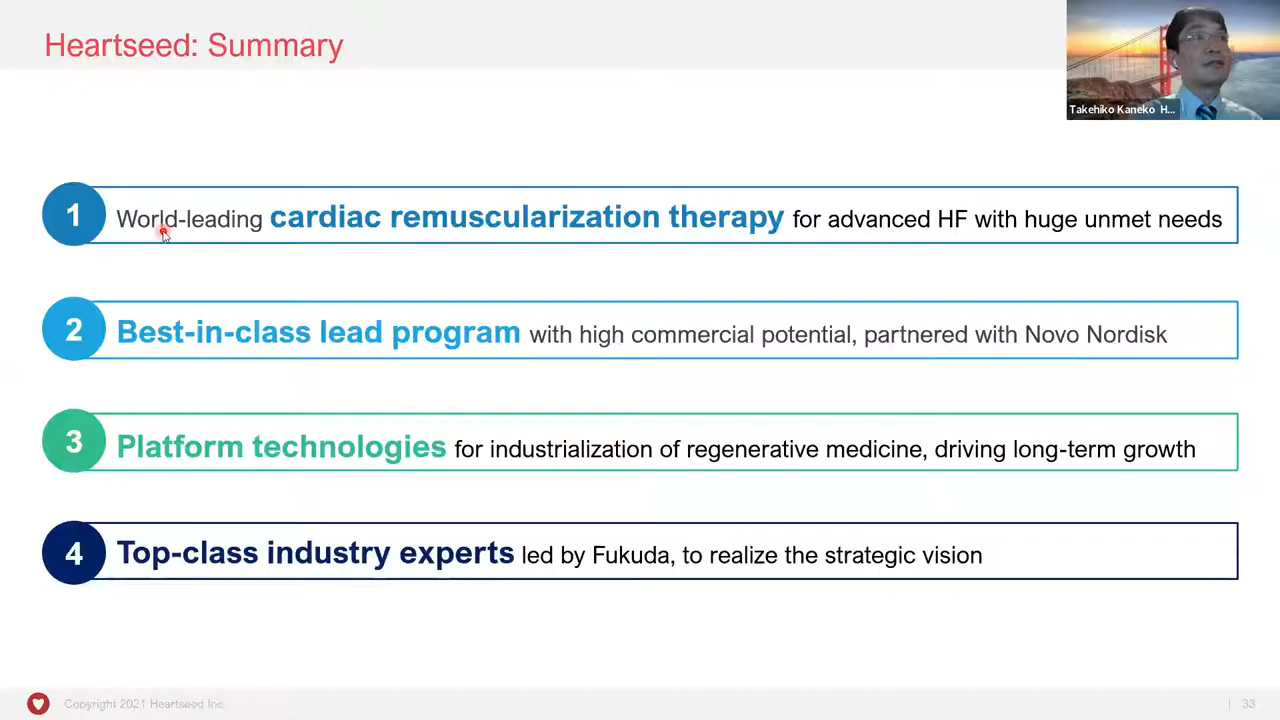 Heartseed: Summary
Takehiko Kaneko H...
1
World-leading cardiac remuscularization therapy for advanced HF with huge unmet needs
2
Best-in-class lead program with high commercial potential, partnered with Novo Nordisk
3
Platform technologies for industrialization of regenerative medicine, driving long-term growth
4
Top-class industry experts led by Fukuda, to realize the strategic vision
Copyright 2021 Heartseed Inc.
| 33